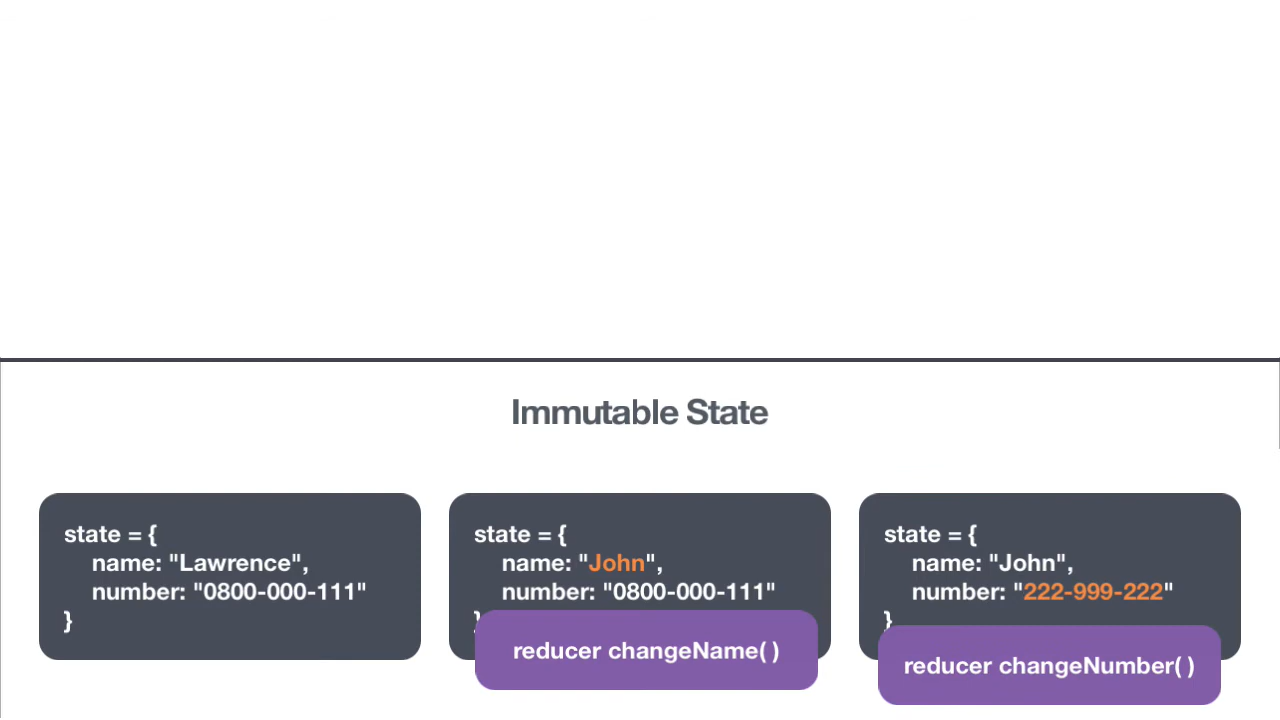 Immutable State
state = {
name: "Lawrence",
number: "0800-000-111"
}
state = {
name: "John",
number: "0800-000-111"
}
reducer changeName( )
state = {
name: "John",
number: "222-999-222"
}
reducer changeNumber( )